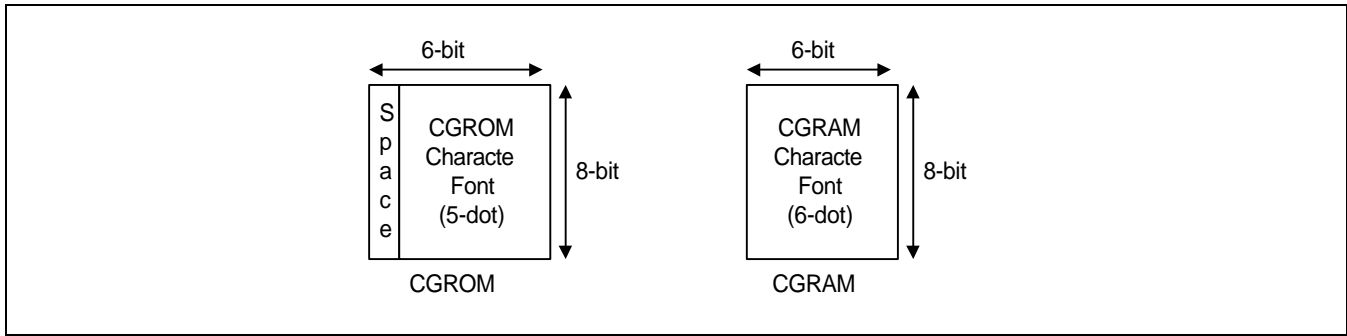 6-bit
6-bit
Space
CGROM
Characte
Font
(5-dot)
8-bit
CGRAM
Characte
Font
(6-dot)
8-bit
CGROM
CGRAM